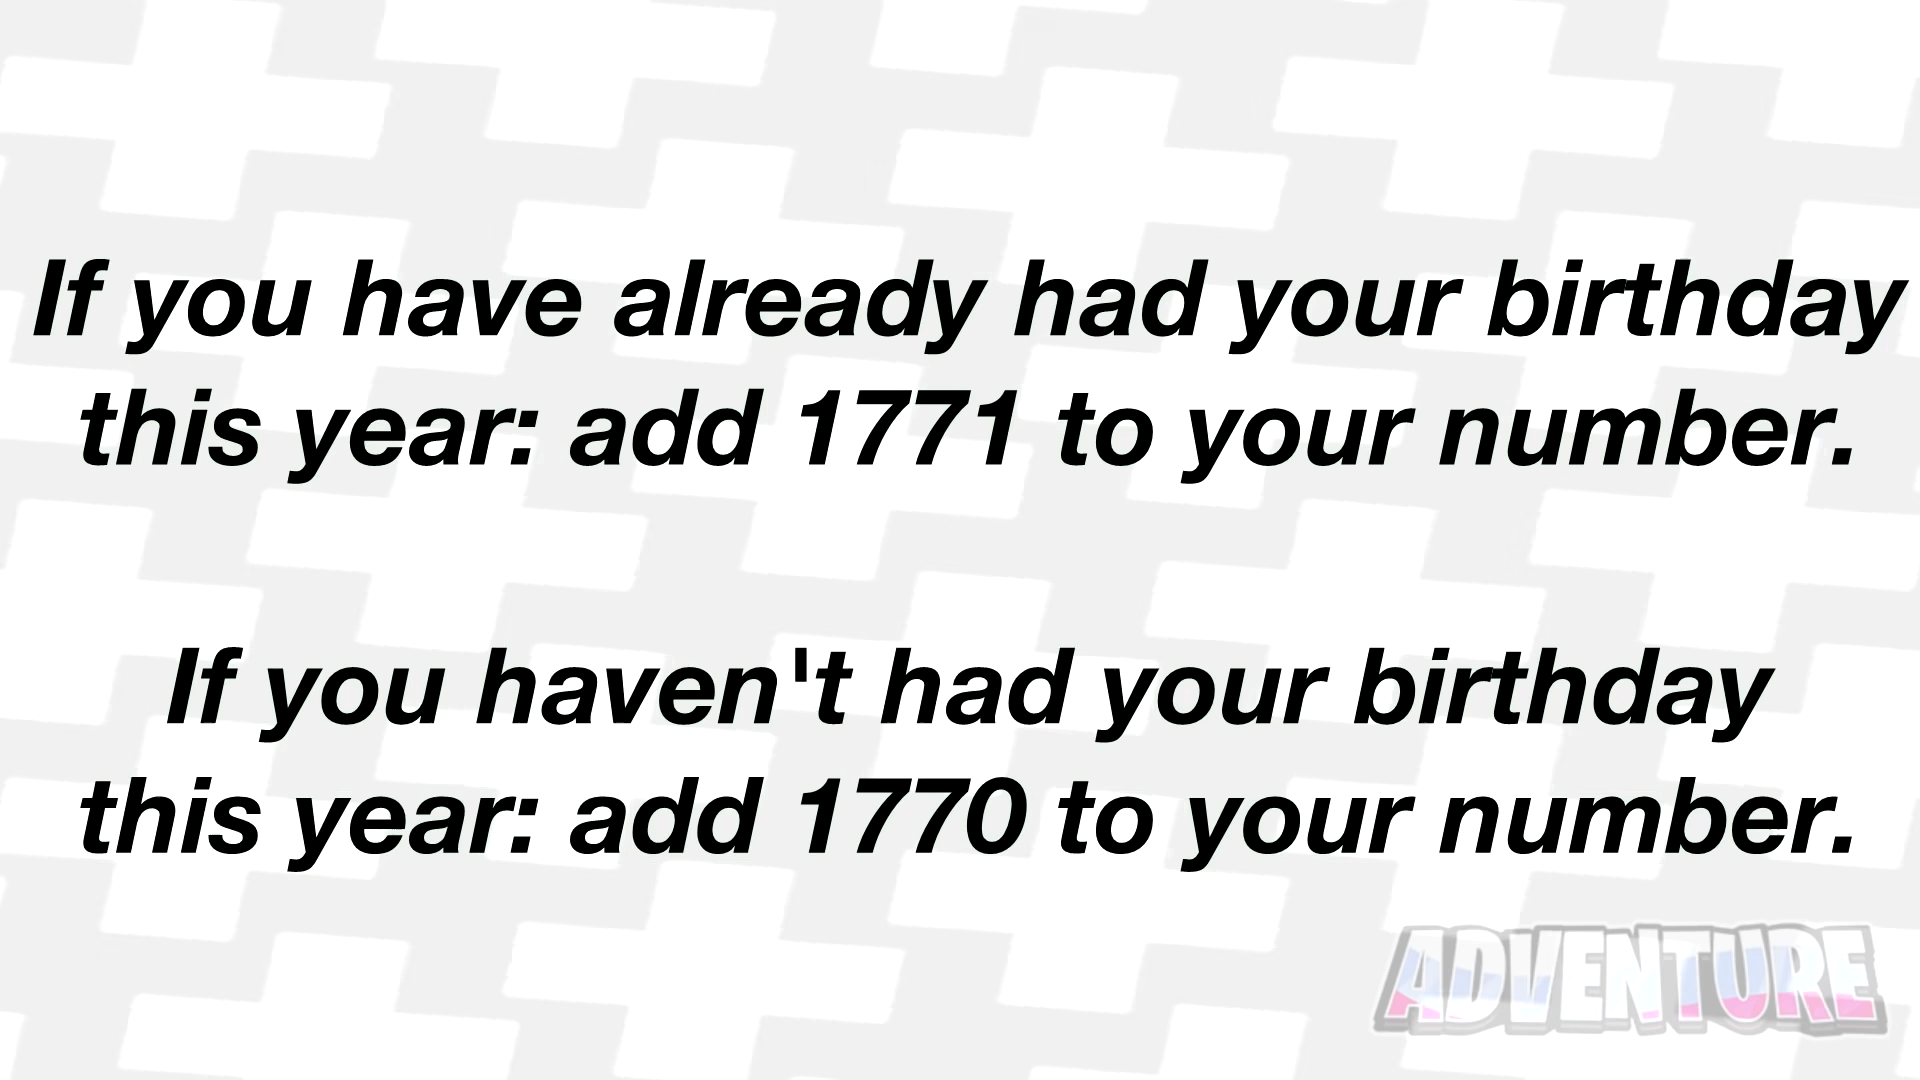 If you have already had your birthday
this year: add 1771 to your number.
If you haven't had your birthday
this year: add 1770 to your number.
ADVENTURE